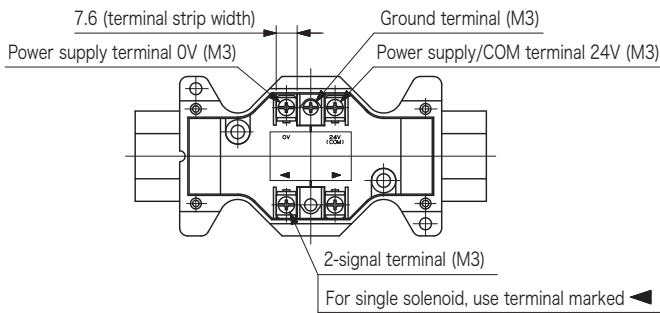 7.6 (terminal strip width)
Ground terminal (M3)
Power supply terminal 0V (M3)
Power supply/COM terminal 24V (M3)
0V
24V
(COM)
2-signal terminal (M3)
For single solenoid, use terminal marked ◀